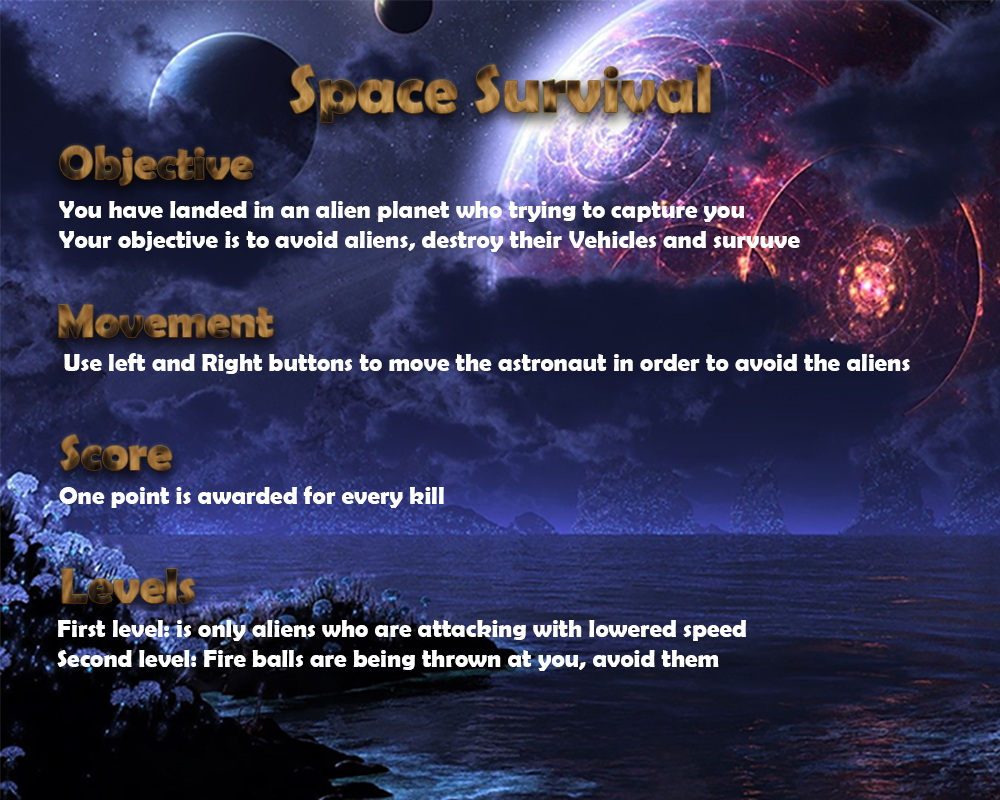 Space Survival
Objective
You have landed in an alien planet who trying to capture you
Your objective is to avoid aliens, destroy their Vehicles and survuve
Movement
Use left and Right buttons to move the astronaut in order to avoid the aliens
Score
One point is awarded for every kill
Levels
First level: is only aliens who are attacking with lowered speed
Second level: Fire balls are being thrown at you, avoid them